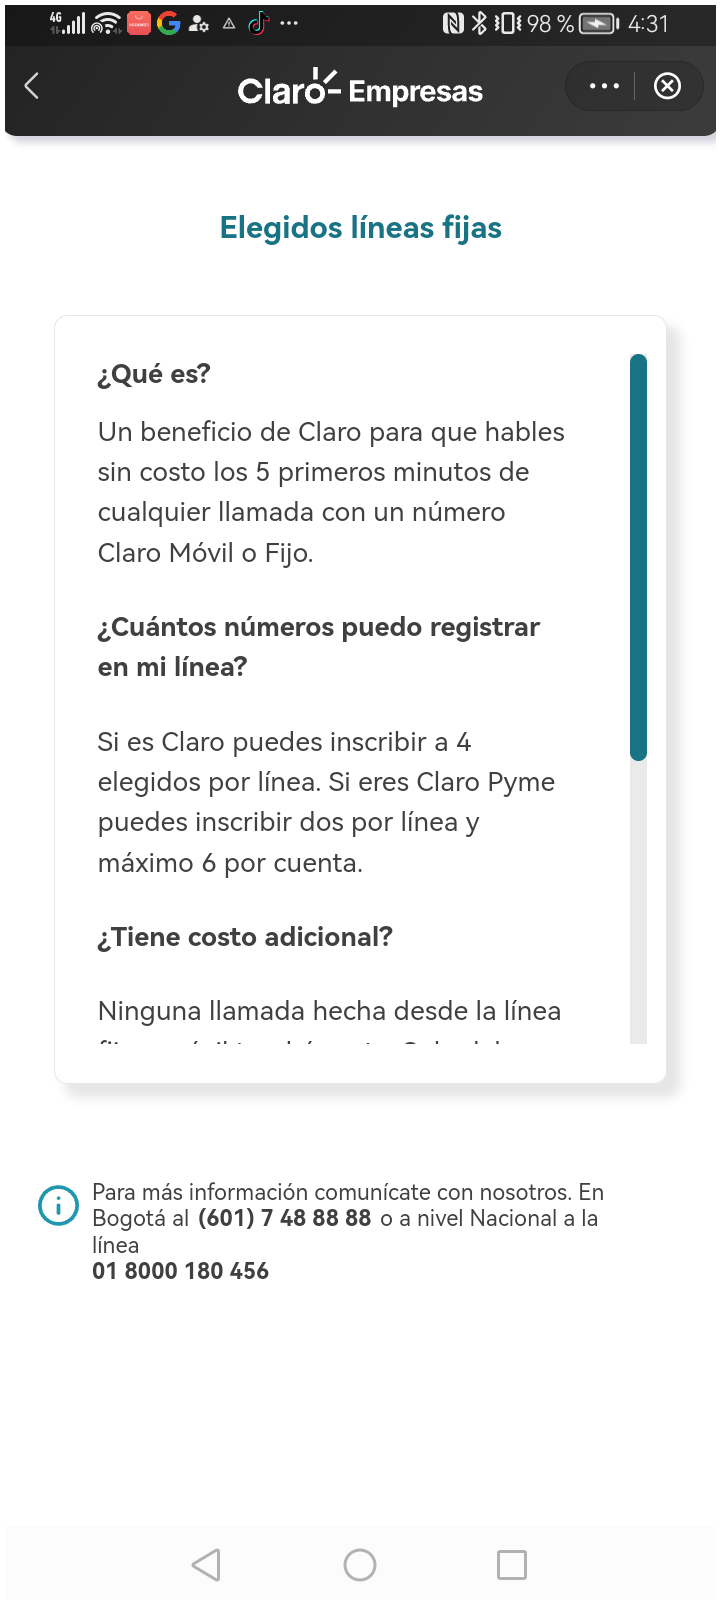 4G 98 % 4:31
Claro- Empresas
Elegidos líneas fijas
¿Qué es?
Un beneficio de Claro para que hables
sin costo los 5 primeros minutos de
cualquier llamada con un número
Claro Móvil o Fijo.
¿Cuántos números puedo registrar
en mi línea?
Si es Claro puedes inscribir a 4
elegidos por línea. Si eres Claro Pyme
puedes inscribir dos por línea y
máximo 6 por cuenta.
¿Tiene costo adicional?
Ninguna llamada hecha desde la línea
Para más información comunícate con nosotros. En
Bogotá al (601) 7 48 88 88 o a nivel Nacional a la
línea
01 8000 180 456